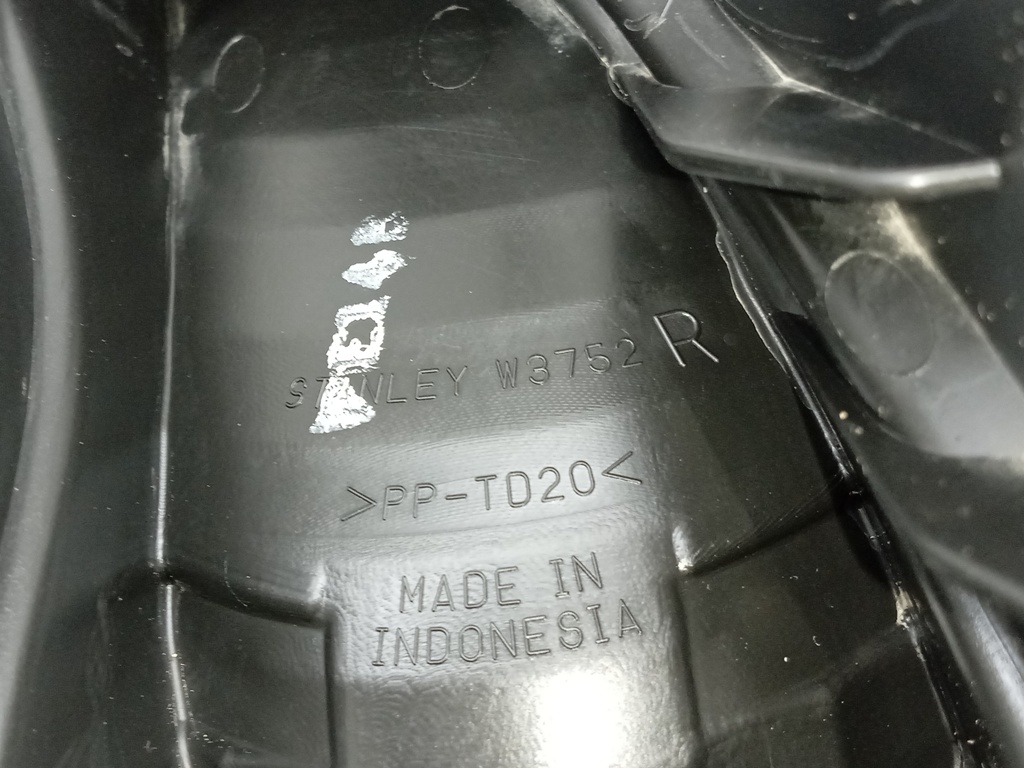 STANLEY W3752 R
>PP-TD20<
MADE IN
INDONESIA